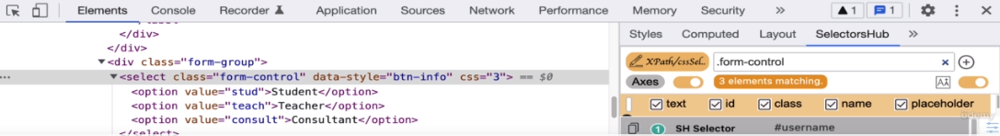 Elements Console Recorder Application Sources Network Performance Memory Security » 1 1
</div>
</div>
▼<div class="form-group">
▼<select class="form-control" data-style="btn-info" css="3"> == $0
<option value="stud">Student</option>
<option value="teach">Teacher</option>
<option value="consult">Consultant</option>
</select>
Styles Computed Layout SelectorsHub »
XPath/cssSel.. .form-control
Axes 3 elements matching.
text id class name placeholder
1 SH Selector #username